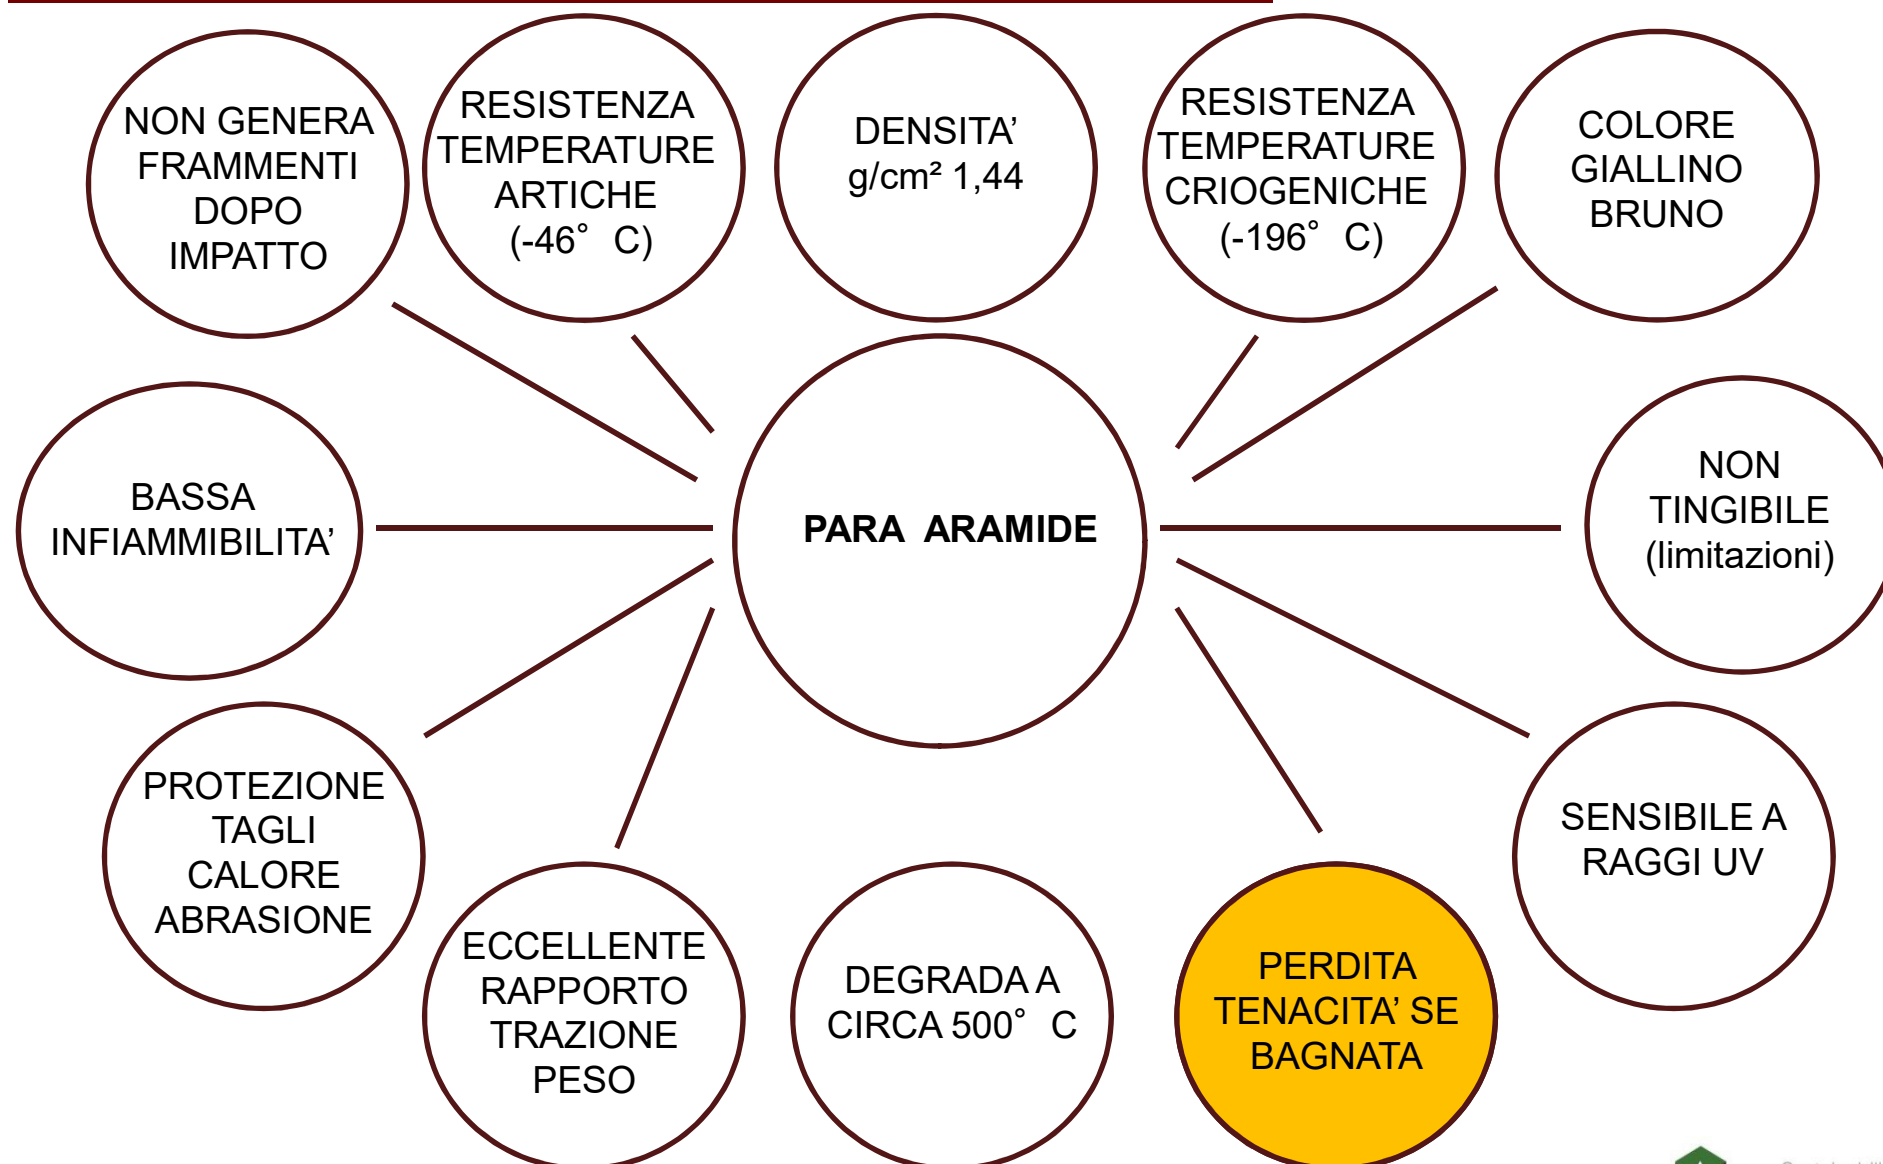 NON GENERA
FRAMMENTI
DOPO
IMPATTO
RESISTENZA
TEMPERATURE
ARTICHE
(-46° C)
DENSITA’
g/cm² 1,44
RESISTENZA
TEMPERATURE
CRIOGENICHE
(-196° C)
COLORE
GIALLINO
BRUNO
BASSA
INFIAMMIBILITA’
PARA ARAMIDE
NON
TINGIBILE
(limitazioni)
PROTEZIONE
TAGLI
CALORE
ABRASIONE
ECCELLENTE
RAPPORTO
TRAZIONE
PESO
DEGRADA A
CIRCA 500° C
PERDITA
TENACITA’ SE
BAGNATA
SENSIBILE A
RAGGI UV